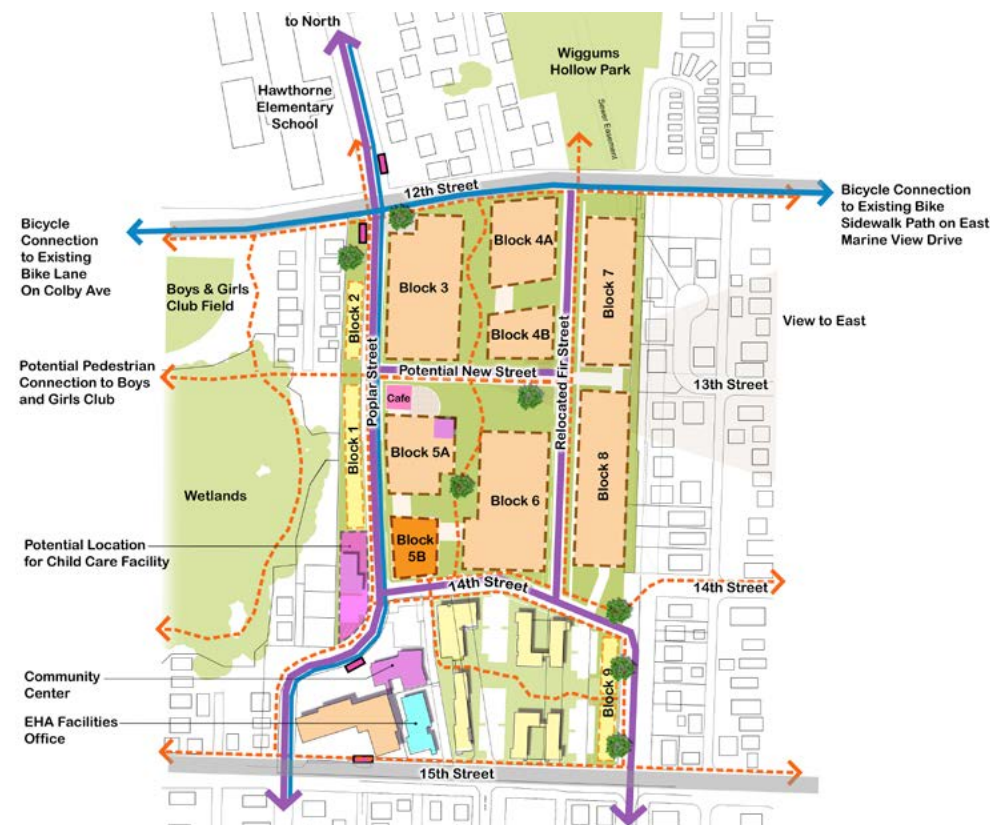 to North
Wiggums
Hollow Park
Hawthorne
Elementary
School
Sewer Easement
12th Street
Bicycle Connection
to Existing Bike
Sidewalk Path on East
Marine View Drive
Bicycle
Connection
to Existing
Bike Lane
On Colby Ave
Boys & Girls
Club Field
Block 2
Block 3
Block 4A
Block 4B
Block 7
View to East
Poplar Street
Relocated Fir Street
Potential Pedestrian
Connection to Boys
and Girls Club
Potential New Street
13th Street
Cafe
Block 1
Block 5A
Block 6
Block 8
Wetlands
Block
5B
Potential Location
for Child Care Facility
14th Street
14th Street
Community
Center
Block 9
EHA Facilities
Office
15th Street